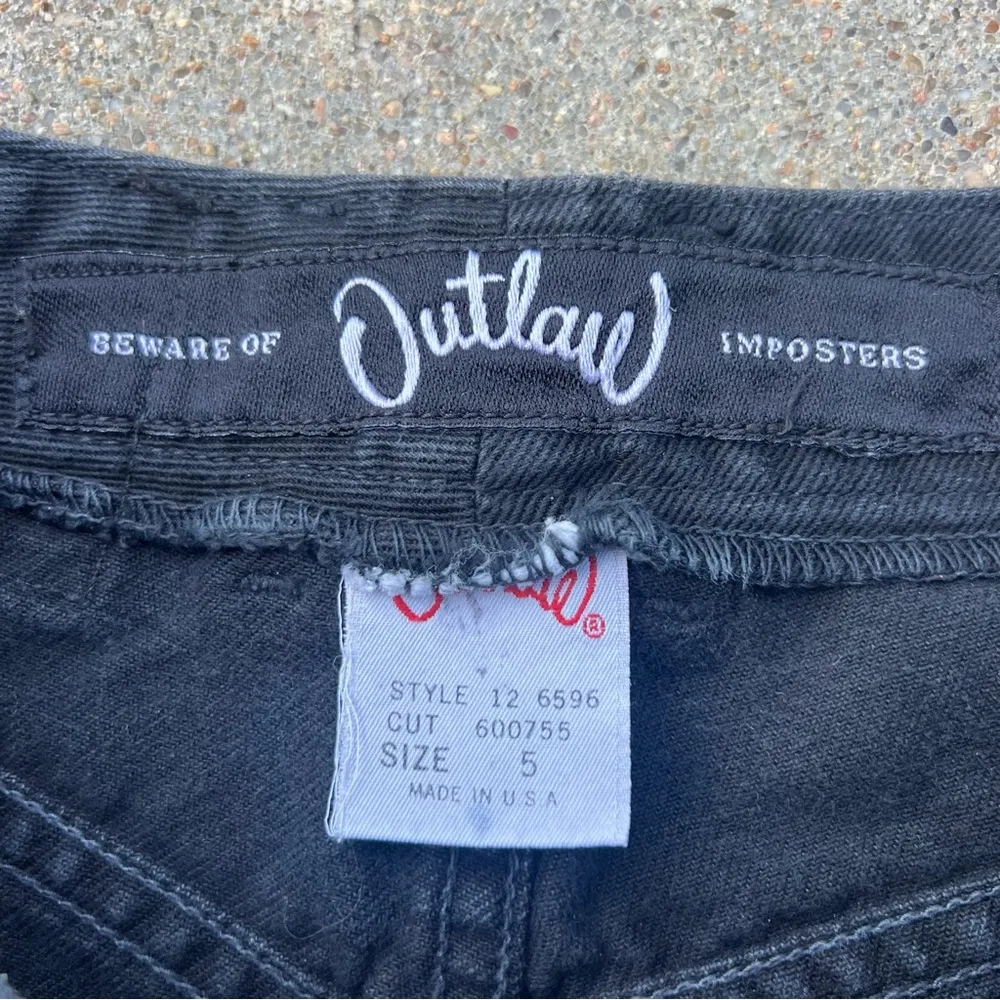 BEWARE OF Outlaw IMPOSTERS
®
STYLE 12 6596
CUT 600755
SIZE 5
MADE IN U.S.A